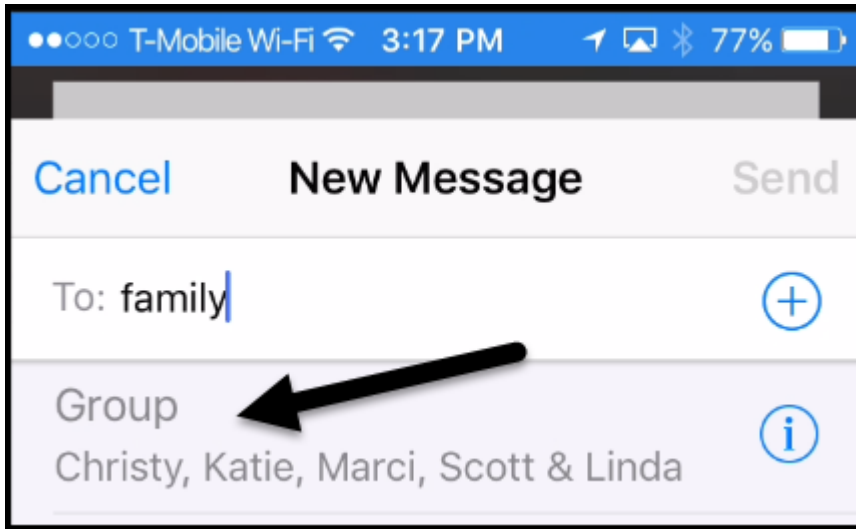 T-Mobile Wi-Fi 3:17 PM 77%
Cancel New Message Send
To: family
Group
Christy, Katie, Marci, Scott & Linda